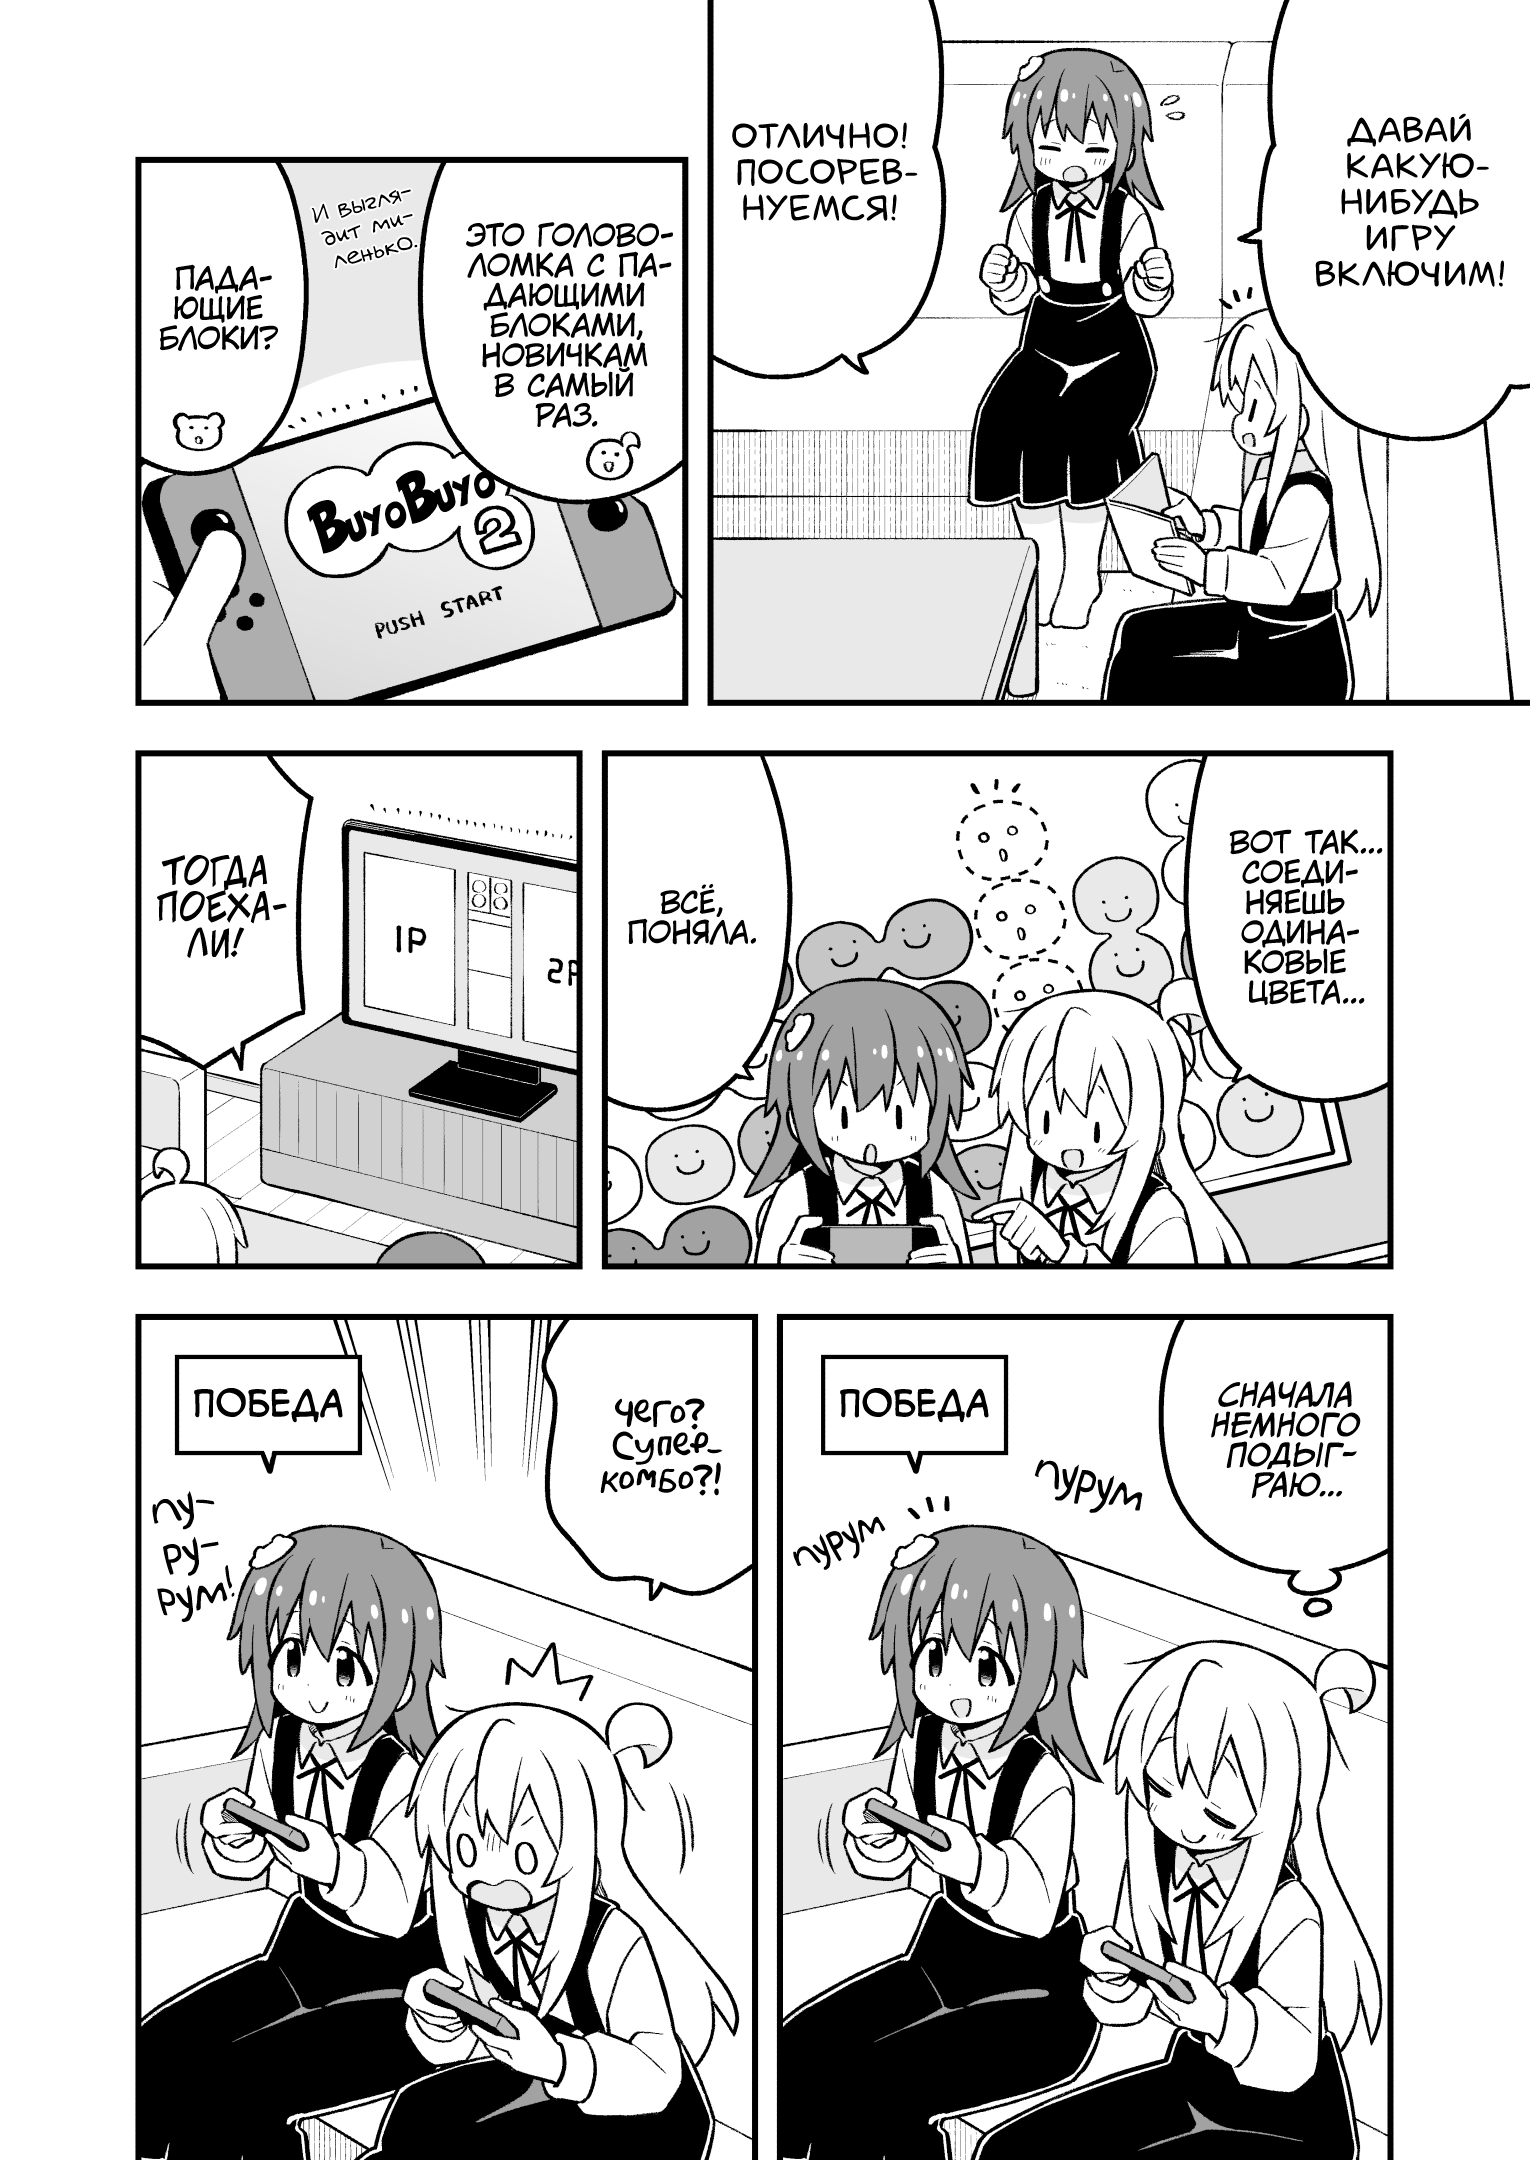 ДАВАЙ
КАКУЮ-
НИБУДЬ
ИГРУ
ВКЛЮЧИМ!
ОТЛИЧНО!
ПОСОРЕВ-
НУЕМСЯ!
ЭТО ГОЛОВО-
ЛОМКА С ПА-
ДАЮЩИМИ
БЛОКАМИ,
НОВИЧКАМ
В САМЫЙ
РАЗ.
И выгля-
дит ми-
ленько.
ПАДА-
ЮЩИЕ
БЛОКИ?
BUYOBUYO
2
PUSH START
ВОТ ТАК...
СОЕДИ-
НЯЕШЬ
ОДИНА-
КОВЫЕ
ЦВЕТА...
ВСЁ,
ПОНЯЛА.
ТОГДА
ПОЕХА-
ЛИ!
1P
2P
СНАЧАЛА
НЕМНОГО
ПОДЫГ-
РАЮ...
ПОБЕДА
пурум
пурум
Чего?
Супер-
комбо?!
ПОБЕДА
пу-
ру-
рум!